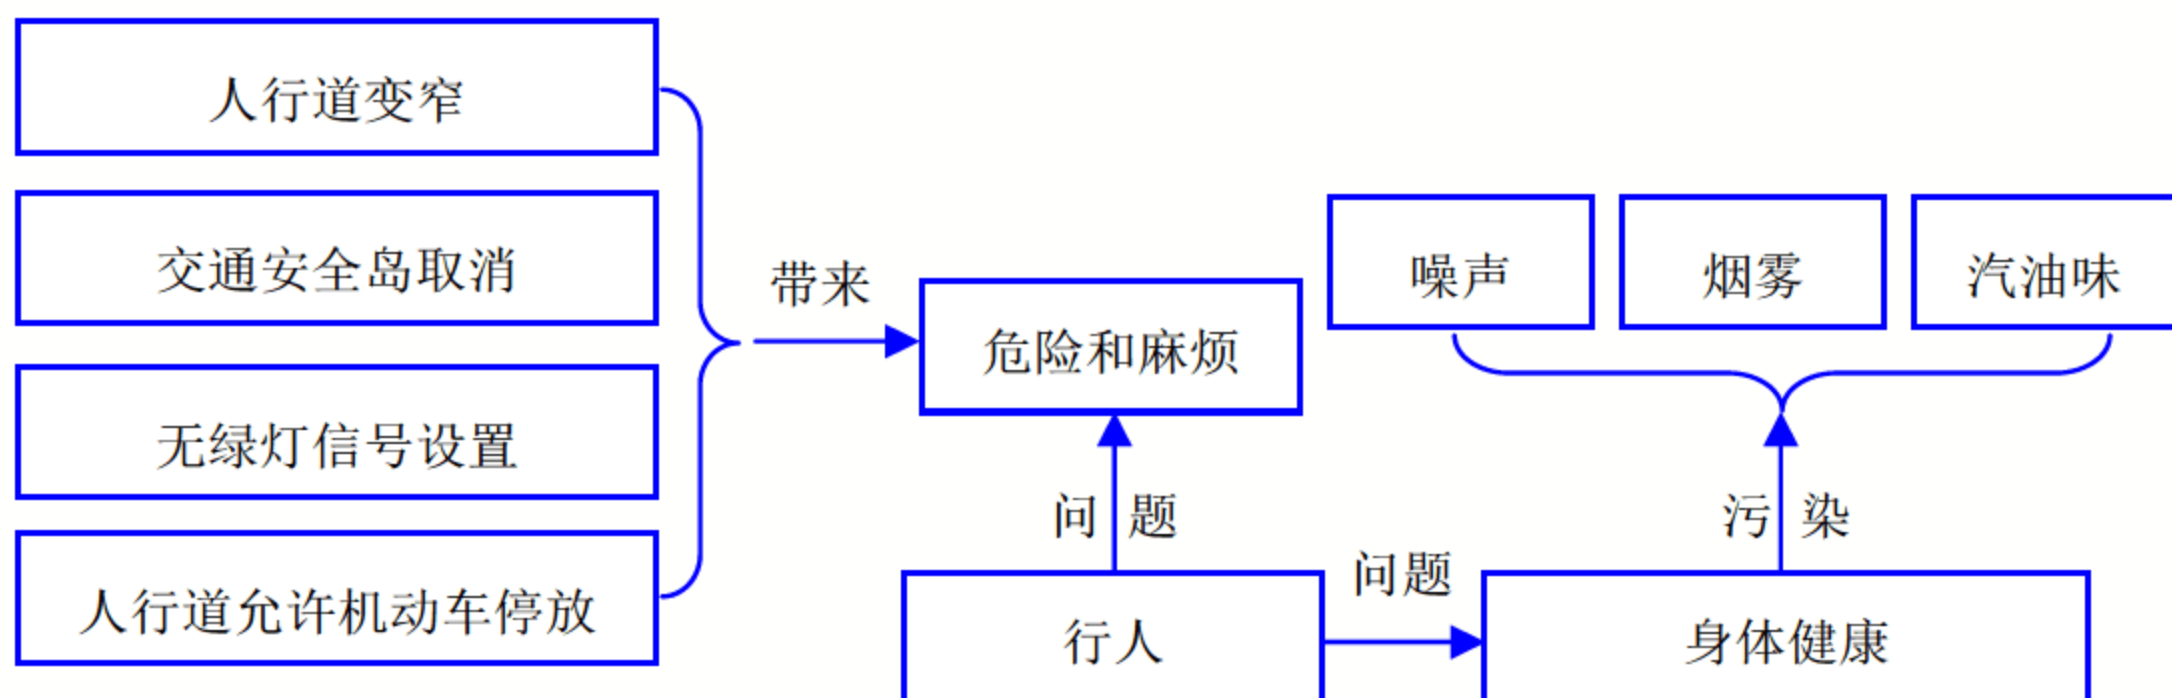 人行道变窄
交通安全岛取消
无绿灯信号设置
人行道允许机动车停放
带来
危险和麻烦
噪声
烟雾
汽油味
问题
污染
行人
问题
身体健康